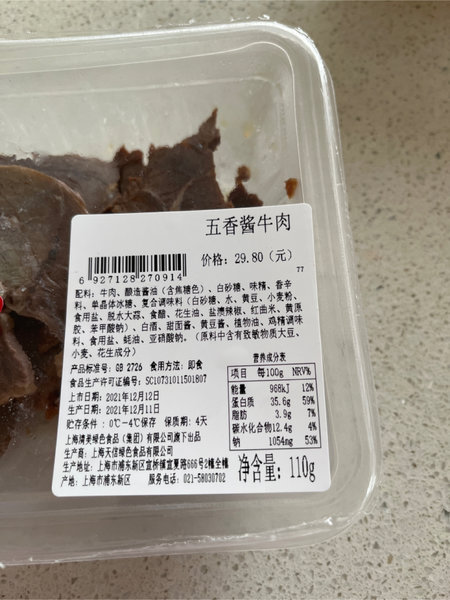 五香酱牛肉
价格：29.80（元）
6 927128 270914
77
配料：牛肉、酿造酱油（含焦糖色）、白砂糖、味精、香辛
料、单晶体冰糖、复合调味料（白砂糖、水、黄豆、小麦粉、
食用盐、脱水大蒜、食醋、花生油、盐渍辣椒、红曲米、黄原
胶、苯甲酸钠）、白酒、甜面酱、黄豆酱、植物油、鸡精调味
料、食用盐、蚝油、亚硝酸钠。（原料中含有致敏物质大豆、
小麦、花生成分）
产品标准号：GB 2726 食用方法：即食
食品生产许可证编号：SC10731011501807
上市日期：2021年12月12日
生产日期：2021年12月11日
贮存条件：0℃—4℃保存 保质期：4天
上海清美绿色食品（集团）有限公司旗下出品
生产商：上海天信绿色食品有限公司
生产地址：上海市浦东新区宣桥镇宣夏路666号2幢全幢
产地：上海市浦东新区 服务电话：021-58030702
营养成分表
项目 每100g NRV%
能量 968kJ 12%
蛋白质 35.6g 59%
脂肪 3.9g 7%
碳水化合物 12.4g 4%
钠 1054mg 53%
净含量：110g